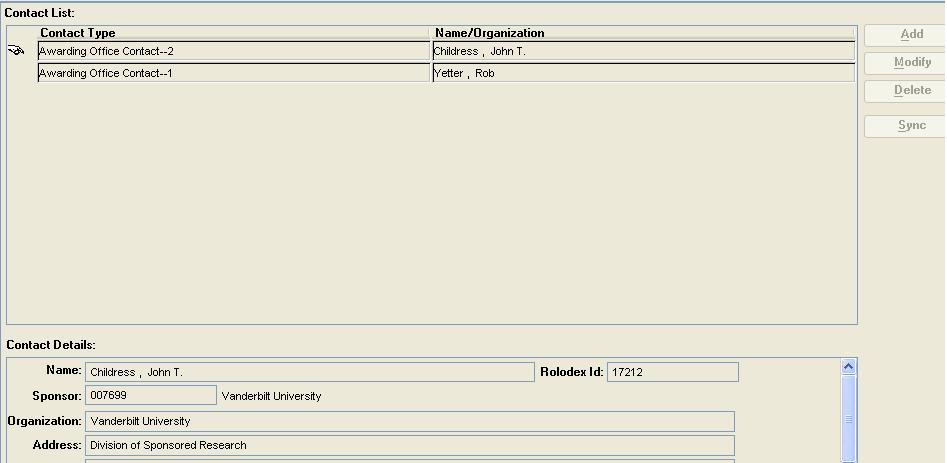 Contact List:
Contact Type Name/Organization
Awarding Office Contact--2 Childress , John T.
Awarding Office Contact--1 Yetter , Rob
Add
Modify
Delete
Sync
Contact Details:
Name: Childress , John T. Rolodex Id: 17212
Sponsor: 007699 Vanderbilt University
Organization: Vanderbilt University
Address: Division of Sponsored Research